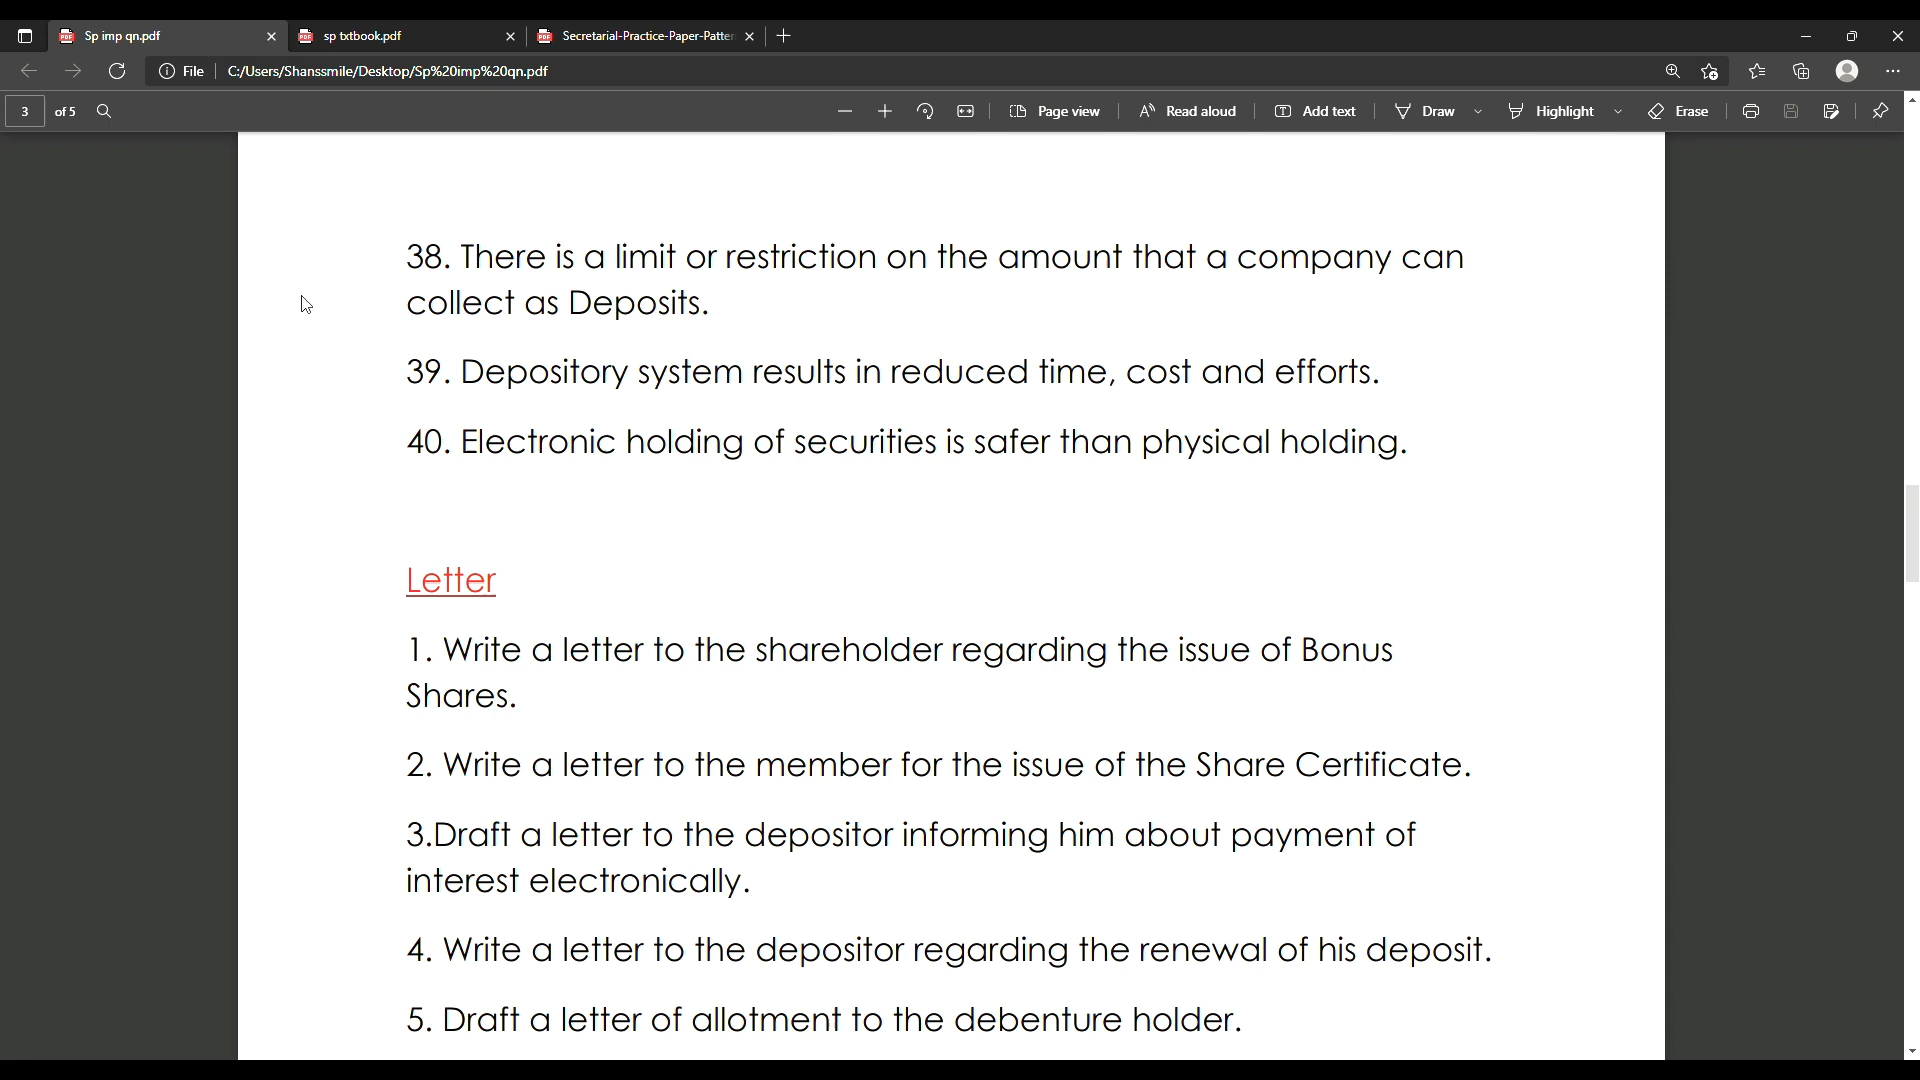 Sp imp qn.pdf
sp txtbook.pdf
Secretarial-Practice-Paper-Patter
File
C:/Users/Shanssmile/Desktop/Sp%20imp%20qn.pdf
3 of 5
Page view
Read aloud
Add text
Draw
Highlight
Erase
38. There is a limit or restriction on the amount that a company can
collect as Deposits.
39. Depository system results in reduced time, cost and efforts.
40. Electronic holding of securities is safer than physical holding.
Letter
1. Write a letter to the shareholder regarding the issue of Bonus
Shares.
2. Write a letter to the member for the issue of the Share Certificate.
3.Draft a letter to the depositor informing him about payment of
interest electronically.
4. Write a letter to the depositor regarding the renewal of his deposit.
5. Draft a letter of allotment to the debenture holder.